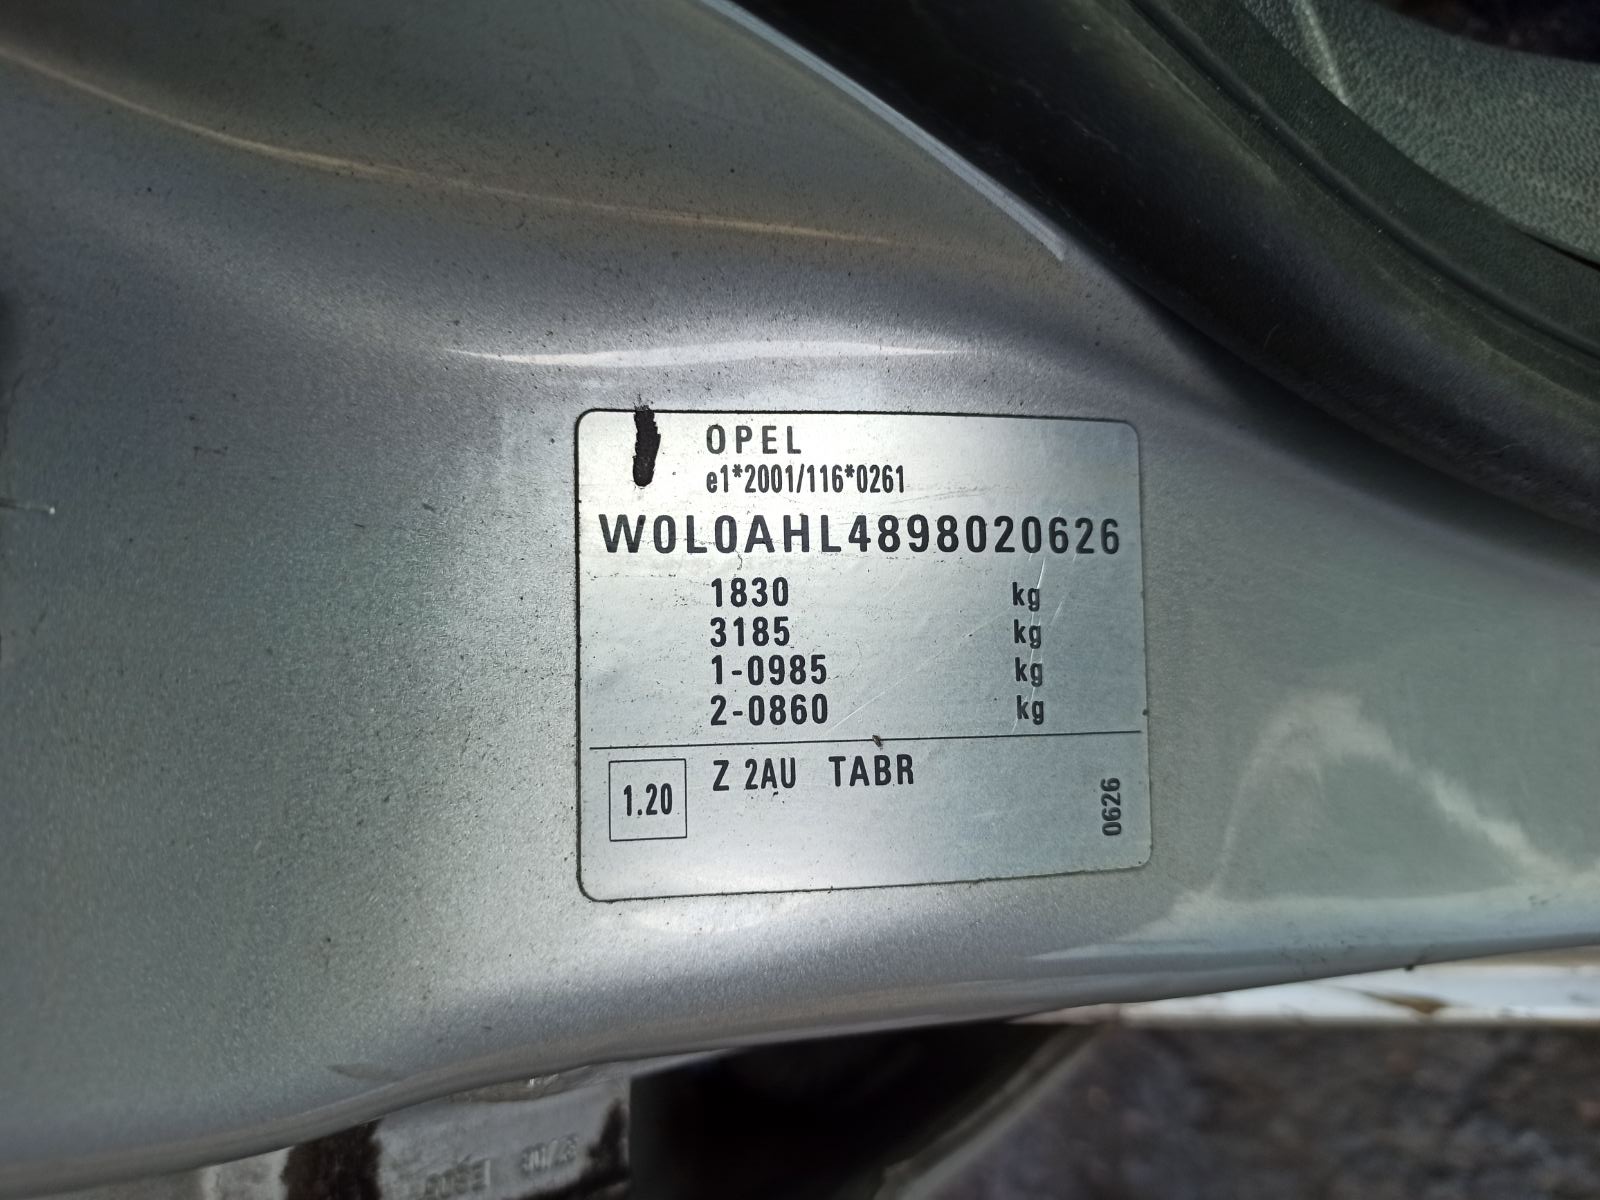 OPEL
e1*2001/116*0261
W0L0AHL4898020626
1830 kg
3185 kg
1-0985 kg
2-0860 kg
1.20 Z 2AU TABR
0626